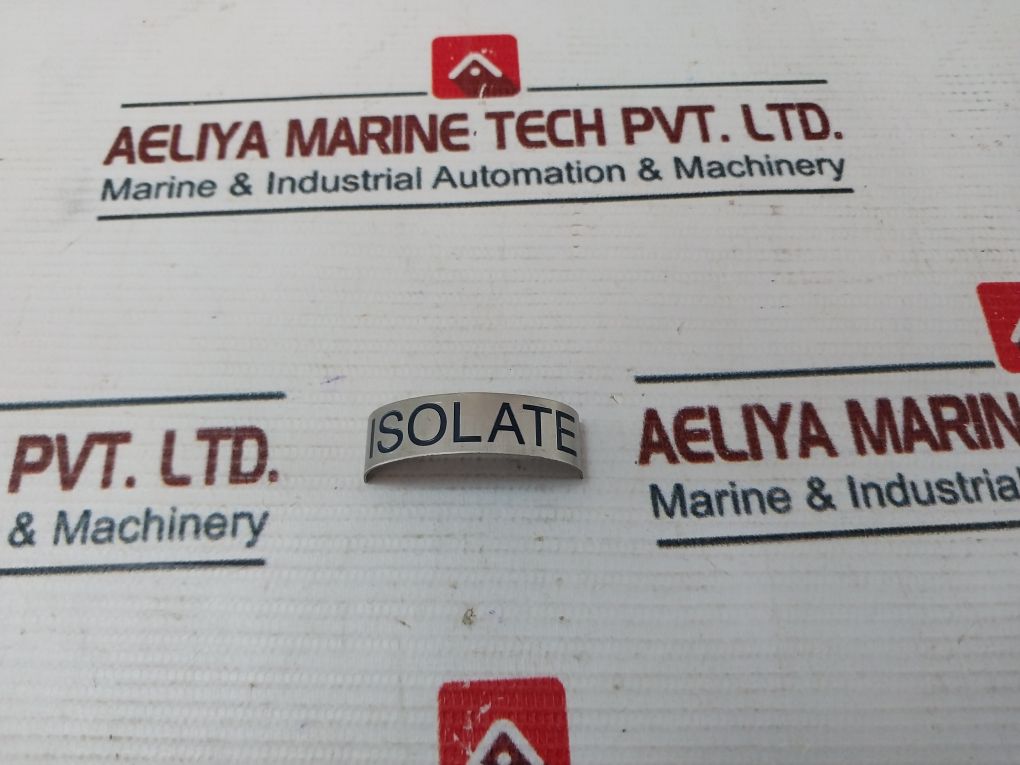 AELIYA MARINE TECH PVT. LTD.
Marine & Industrial Automation & Machinery
ISOLATE
PVT. LTD.
& Machinery
AELIYA MARIN
Marine & Industrial